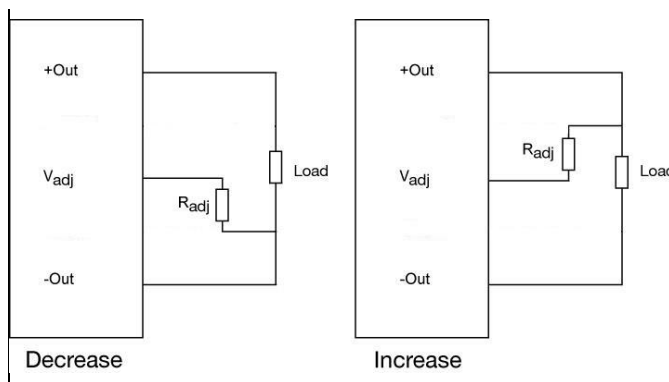 +Out
Vadj
Radj
Load
-Out
Decrease
+Out
Vadj
Radj
Load
-Out
Increase